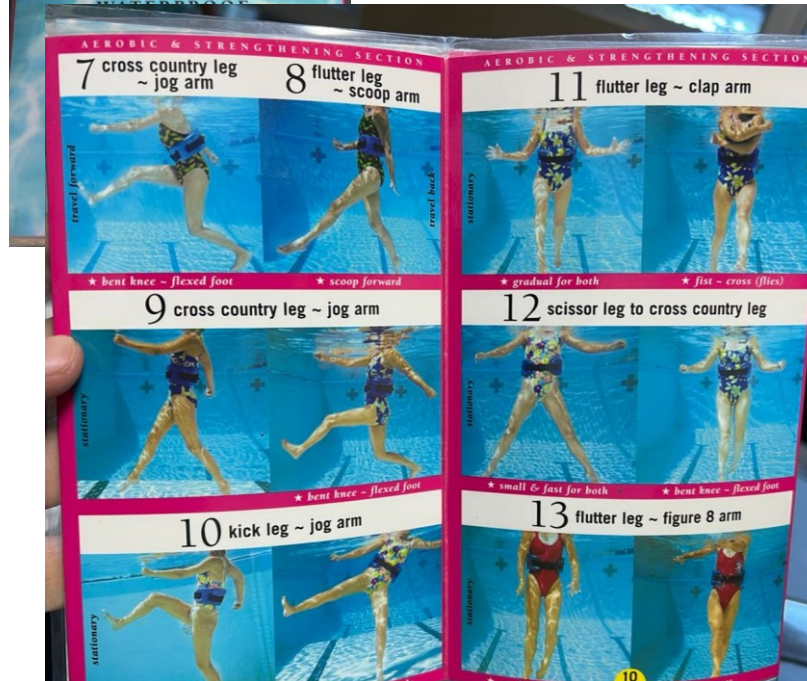 WATERPROOF
AEROBIC & STRENGTHENING SECTION
7 cross country leg
~ jog arm
8 flutter leg
~ scoop arm
travel forward
travel back
★ bent knee ~ flexed foot
★ scoop forward
9 cross country leg ~ jog arm
stationary
★ bent knee ~ flexed foot
10 kick leg ~ jog arm
stationary
AEROBIC & STRENGTHENING SECTION
11 flutter leg ~ clap arm
stationary
★ gradual for both
★ fist ~ cross (flies)
12 scissor leg to cross country leg
stationary
★ small & fast for both
★ bent knee ~ flexed foot
13 flutter leg ~ figure 8 arm
stationary
10